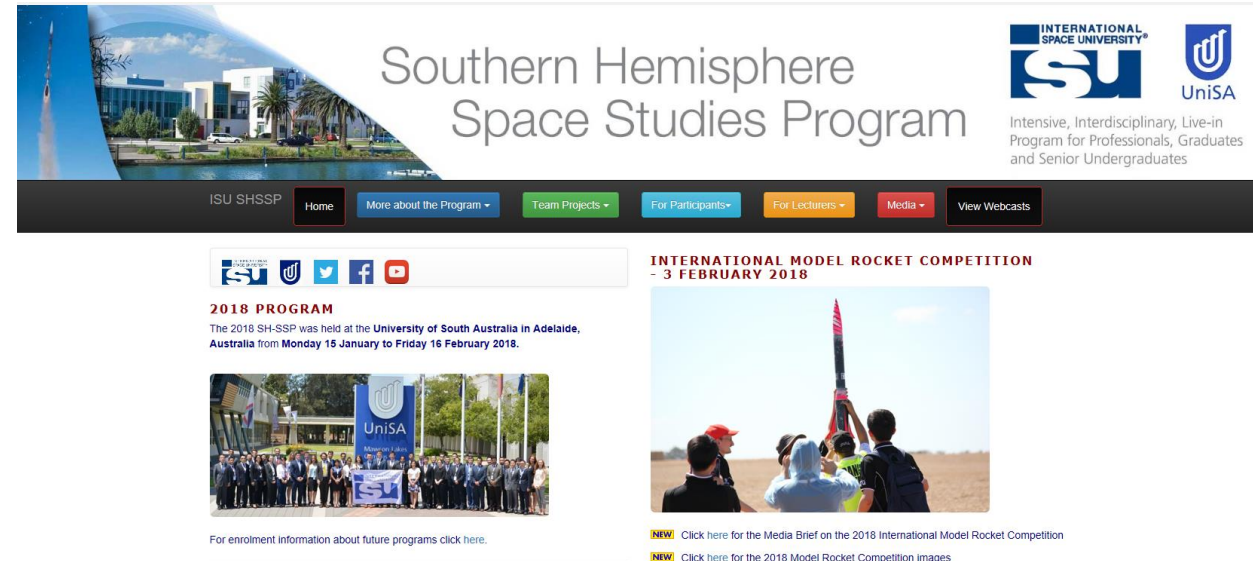 Southern Hemisphere
Space Studies Program
INTERNATIONAL
SPACE UNIVERSITY®
ISU
UniSA
Intensive, Interdisciplinary, Live-in
Program for Professionals, Graduates
and Senior Undergraduates
ISU SHSSP
Home
More about the Program
Team Projects
For Participants
For Lecturers
Media
View Webcasts
2018 PROGRAM
The 2018 SH-SSP was held at the University of South Australia in Adelaide,
Australia from Monday 15 January to Friday 16 February 2018.
UniSA
Mawson Lakes
ISU
For enrolment information about future programs click here.
INTERNATIONAL MODEL ROCKET COMPETITION
- 3 FEBRUARY 2018
NEW Click here for the Media Brief on the 2018 International Model Rocket Competition
NEW Click here for the 2018 Model Rocket Competition images